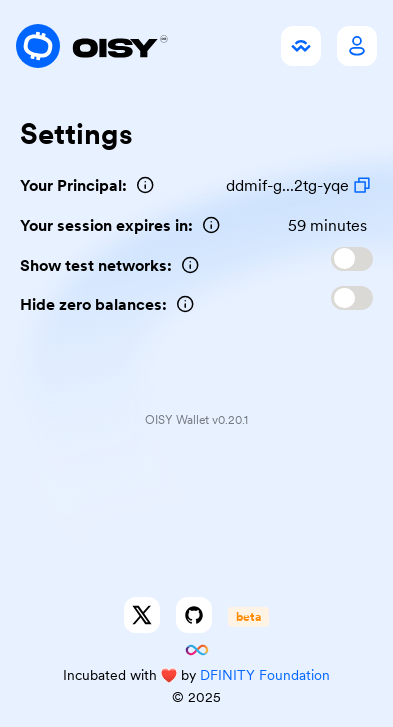 OISY
Settings
Your Principal: ddmif-g...2tg-yqe
Your session expires in: 59 minutes
Show test networks:
Hide zero balances:
OISY Wallet v0.20.1
beta
Incubated with ❤️ by DFINITY Foundation
© 2025